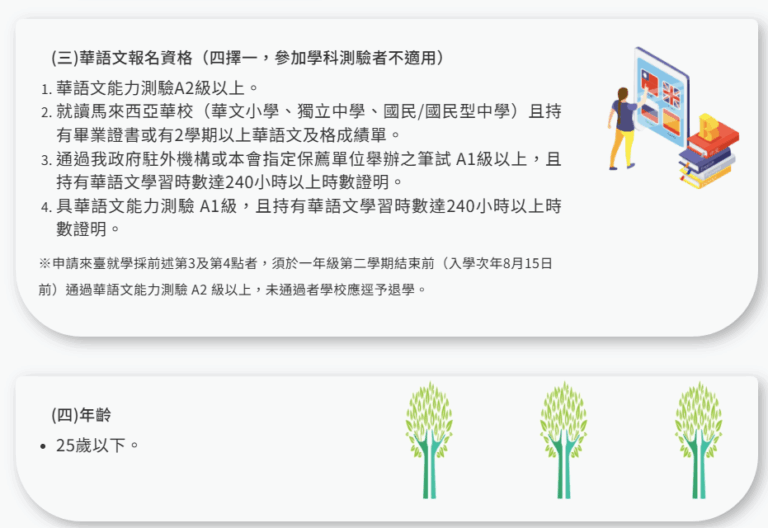 (三)華語文報名資格（四擇一，參加學科測驗者不適用）
1. 華語文能力測驗A2級以上。
2. 就讀馬來西亞華校（華文小學、獨立中學、國民/國民型中學）且持
有畢業證書或有2學期以上華語文及格成績單。
3. 通過我政府駐外機構或本會指定保薦單位舉辦之筆試 A1級以上，且
持有華語文學習時數達240小時以上時數證明。
4. 具華語文能力測驗 A1級，且持有華語文學習時數達240小時以上時
數證明。
※申請來臺就學採前述第3及第4點者，須於一年級第二學期結束前（入學次年8月15日
前）通過華語文能力測驗 A2 級以上，未通過者學校應逕予退學。
(四)年齡
• 25歲以下。